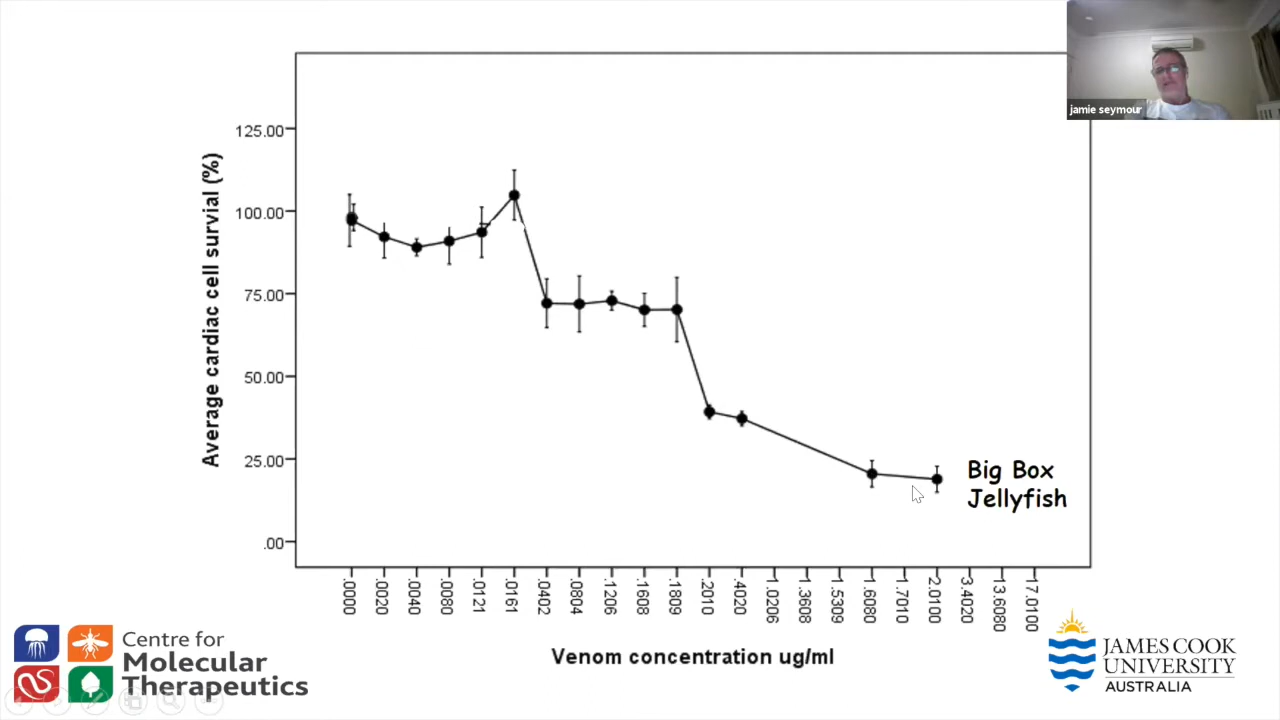 jamie seymour
Average cardiac cell survial (%)
125.00
100.00
75.00
50.00
25.00
.00
Big Box
Jellyfish
.0000
.0020
.0040
.0080
.0121
.0161
.0402
.0804
.1206
.1608
.1809
.2010
.4020
1.0206
1.3608
1.5309
1.6080
1.7010
2.0100
3.4020
13.6080
17.0100
Venom concentration ug/ml
Centre for
Molecular
Therapeutics
JAMES COOK
UNIVERSITY
AUSTRALIA